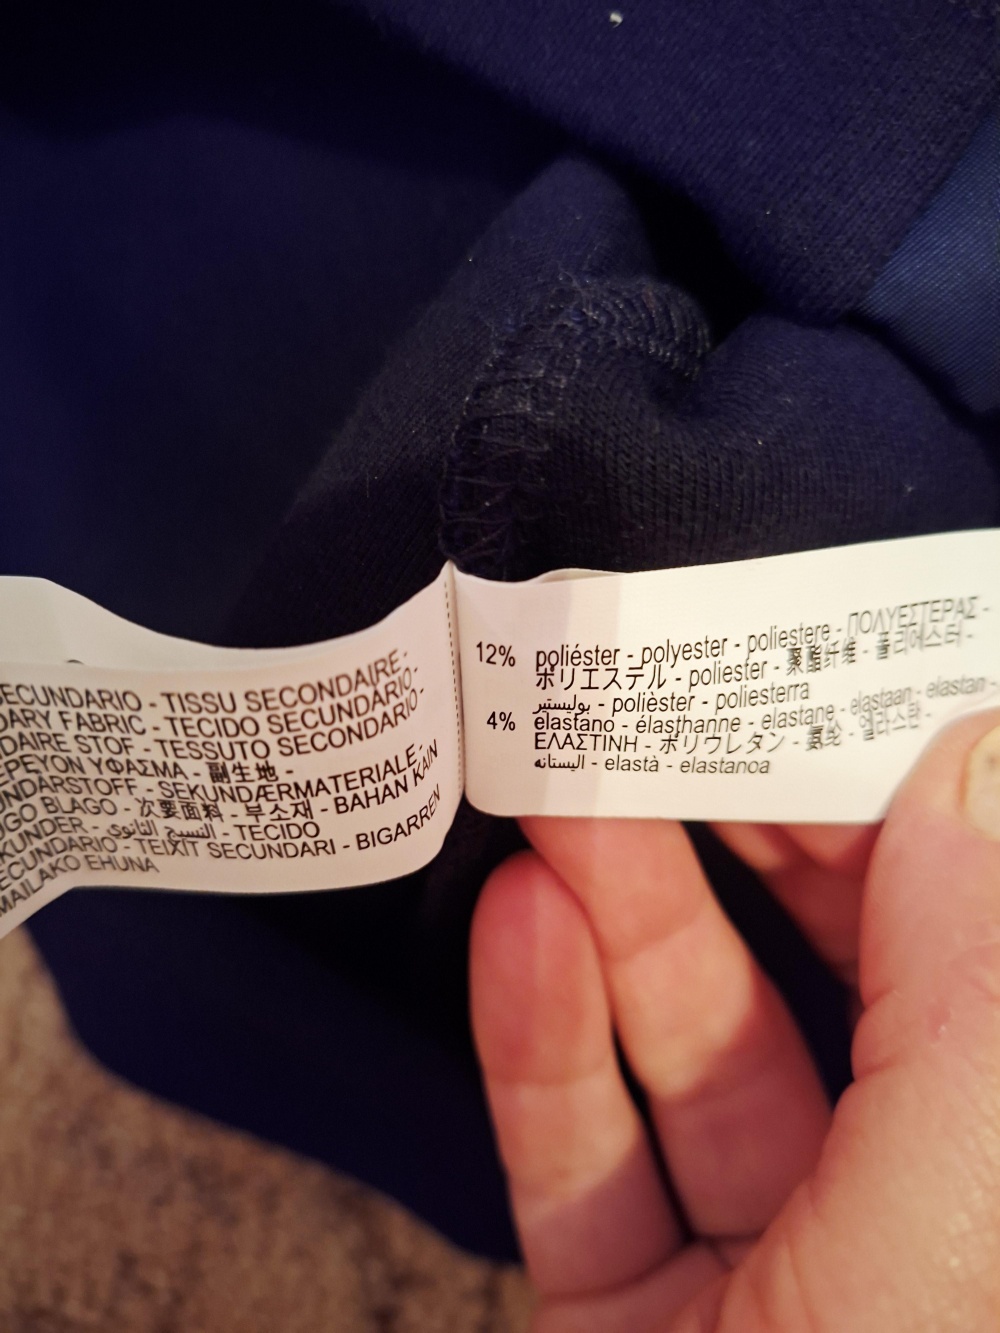 ECUNDARIO - TISSU SECONDAIRE -
DARY FABRIC - TECIDO SECUNDÁRIO -
DAIRE STOF - TESSUTO SECONDARIO -
ΕΡΕΥΟΝ ΥΦΑΣΜΑ - 副生地 -
NDARSTOFF - SEKUNDÆRMATERIALE -
UGO BLAGO - 次要面料 - 부소재 - BAHAN KAIN
KUNDER - النسيج الثانوي - TECIDO
ECUNDARIO - TEIXIT SECUNDARI - BIGARREN
MAILAKO EHUNA
12% poliéster - polyester - poliestere - ΠΟΛΥΕΣΤΕΡΑΣ -
ポリエステル - poliester - 聚酯纤维 - 폴리에스터 -
بوليستير - polièster - poliesterra
4% elastano - élasthanne - elastane - elastaan - elastan -
ΕΛΑΣΤΙΝΗ - ポリウレタン - 氨纶 - 엘라스탄 -
اليستانه - elastà - elastanoa